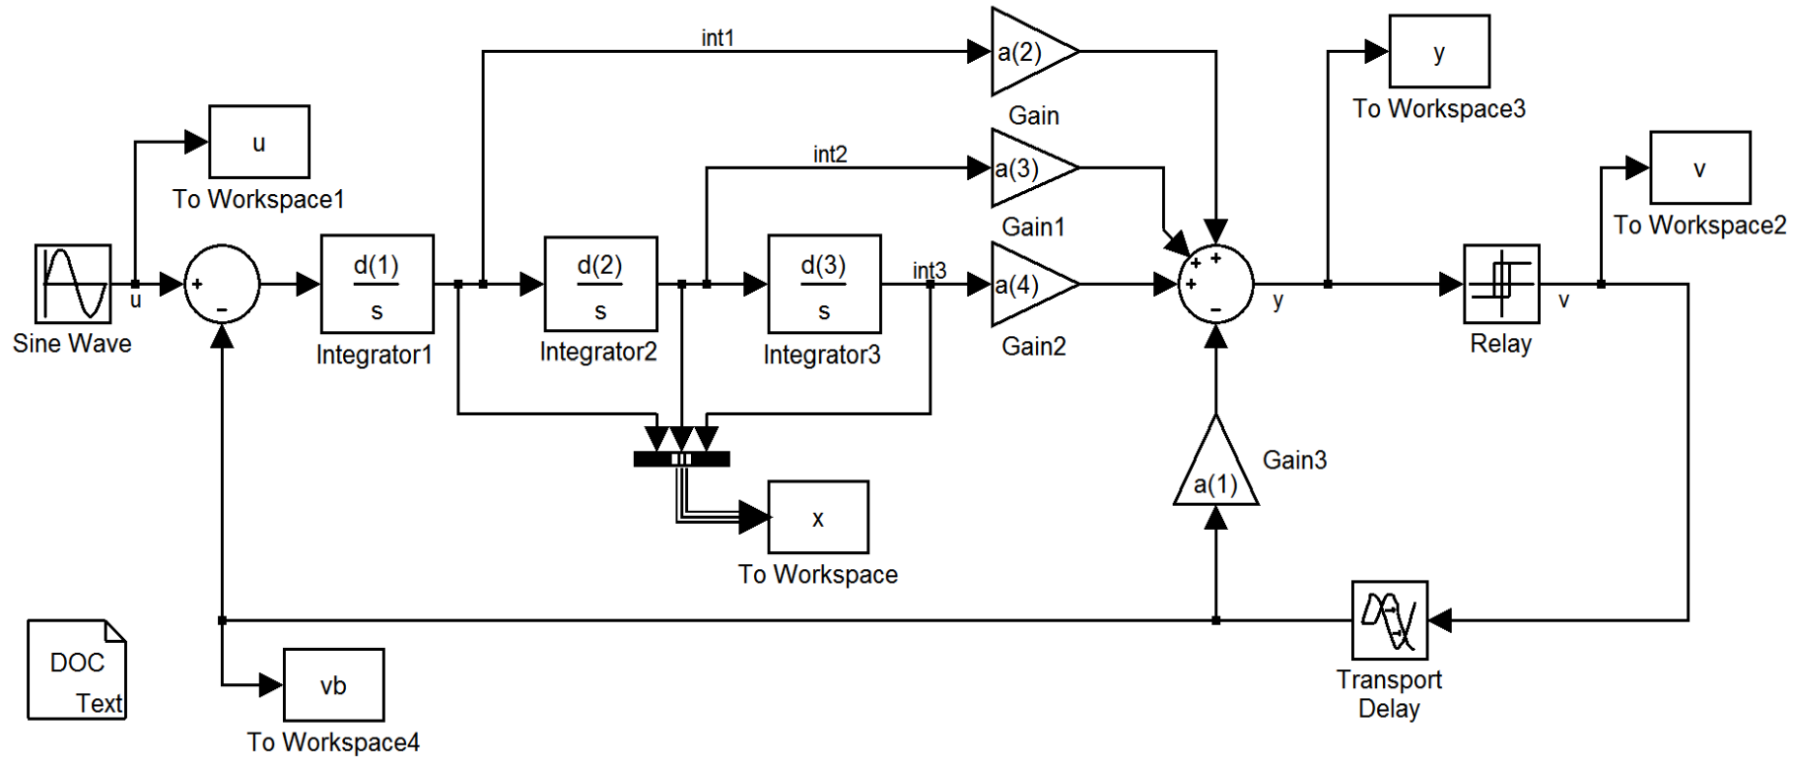 int1
a(2)
Gain
y
To Workspace3
u
To Workspace1
int2
a(3)
Gain1
v
To Workspace2
Sine Wave
u
+
−
d(1)
s
Integrator1
d(2)
s
Integrator2
d(3)
s
Integrator3
int3
a(4)
Gain2
+
+
+
−
y
Relay
v
x
To Workspace
a(1)
Gain3
Transport
Delay
DOC
Text
vb
To Workspace4